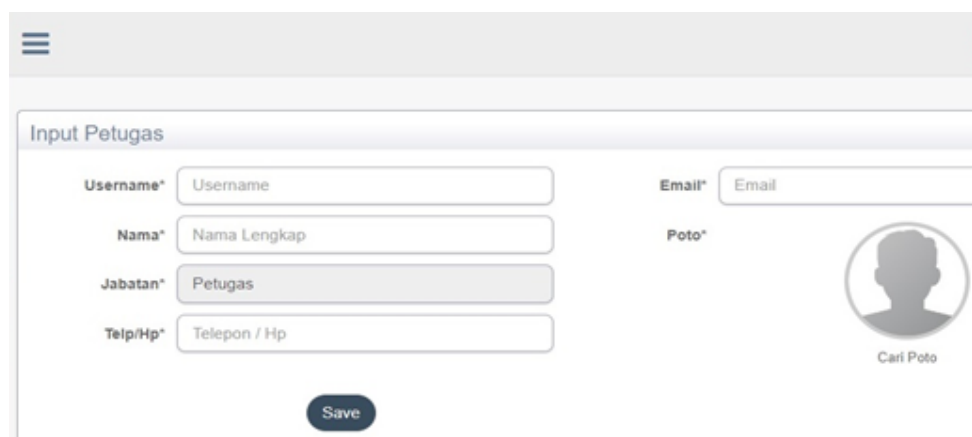 Input Petugas
Username* Username
Email* Email
Nama* Nama Lengkap
Poto*
Jabatan* Petugas
Telp/Hp* Telepon / Hp
Cari Poto
Save